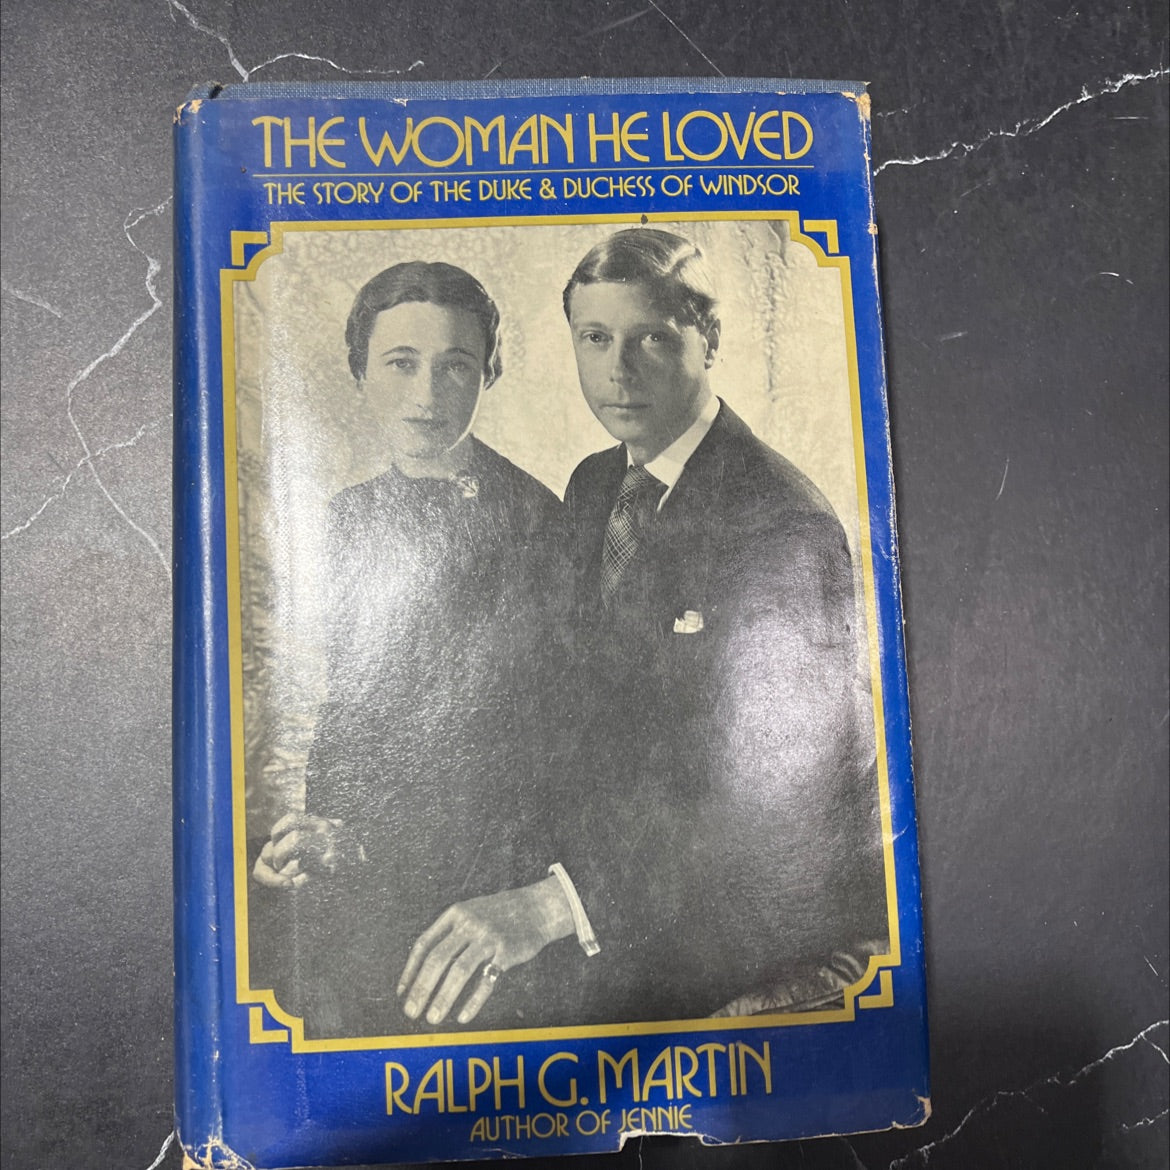 THE WOMAN HE LOVED
THE STORY OF THE DUKE & DUCHESS OF WINDSOR
RALPH G. MARTIN
AUTHOR OF JENNIE